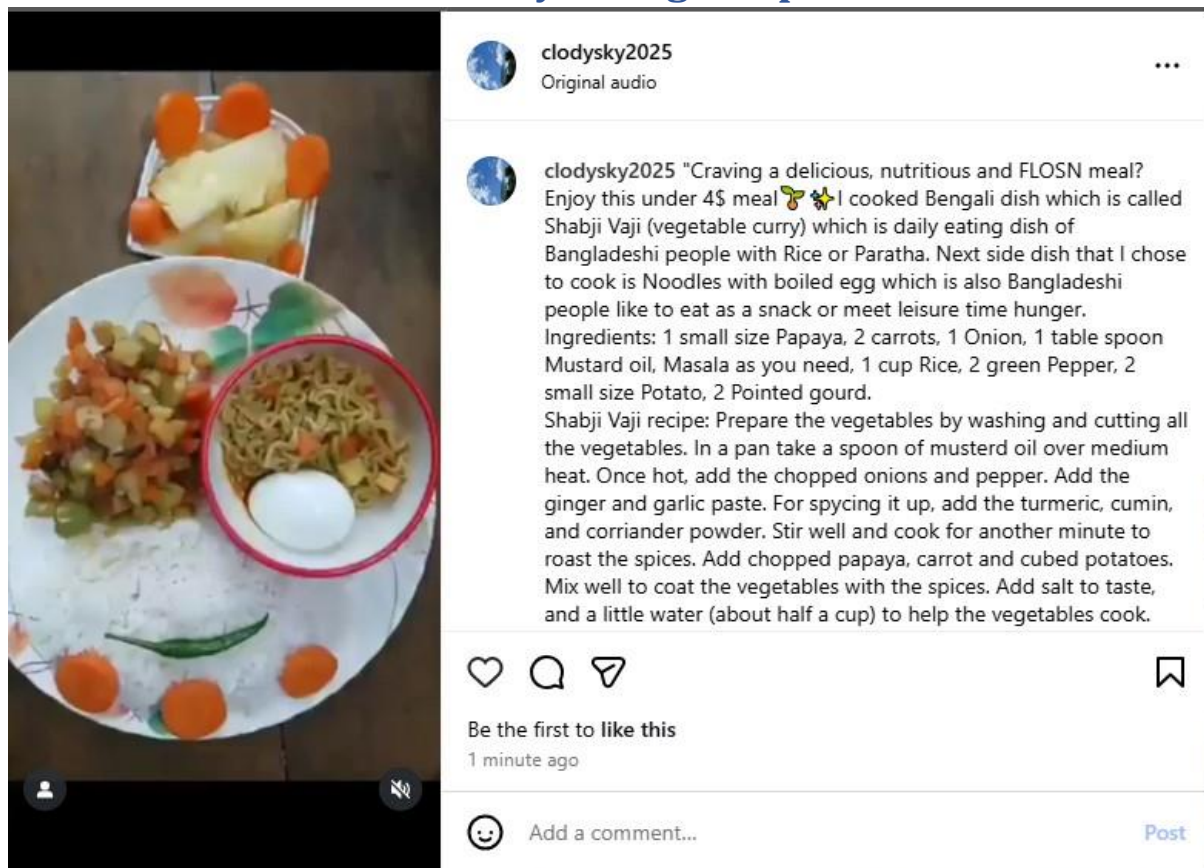 clodysky2025
Original audio
clodysky2025 "Craving a delicious, nutritious and FLOSN meal?
Enjoy this under 4$ meal🌱✨I cooked Bengali dish which is called
Shabji Vaji (vegetable curry) which is daily eating dish of
Bangladeshi people with Rice or Paratha. Next side dish that I chose
to cook is Noodles with boiled egg which is also Bangladeshi
people like to eat as a snack or meet leisure time hunger.
Ingredients: 1 small size Papaya, 2 carrots, 1 Onion, 1 table spoon
Mustard oil, Masala as you need, 1 cup Rice, 2 green Pepper, 2
small size Potato, 2 Pointed gourd.
Shabji Vaji recipe: Prepare the vegetables by washing and cutting all
the vegetables. In a pan take a spoon of musterd oil over medium
heat. Once hot, add the chopped onions and pepper. Add the
ginger and garlic paste. For spycing it up, add the turmeric, cumin,
and corriander powder. Stir well and cook for another minute to
roast the spices. Add chopped papaya, carrot and cubed potatoes.
Mix well to coat the vegetables with the spices. Add salt to taste,
and a little water (about half a cup) to help the vegetables cook.
Be the first to like this
1 minute ago
Add a comment...
Post